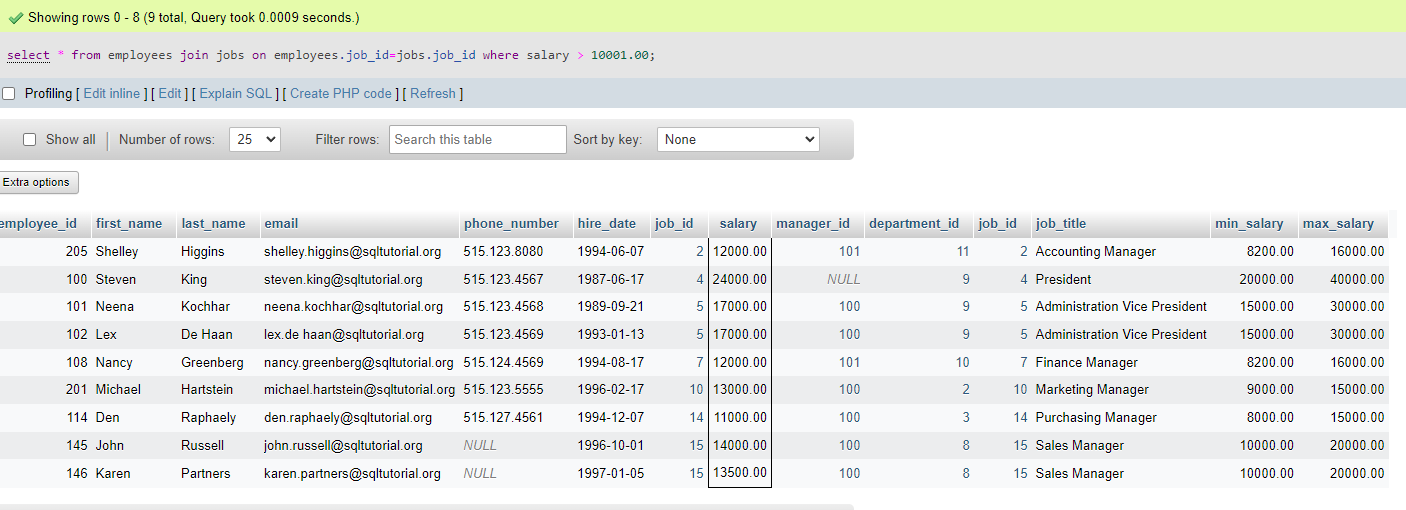 Showing rows 0 - 8 (9 total, Query took 0.0009 seconds.)
select * from employees join jobs on employees.job_id=jobs.job_id where salary > 10001.00;
Profiling [ Edit inline ] [ Edit ] [ Explain SQL ] [ Create PHP code ] [ Refresh ]
Show all Number of rows: 25 Filter rows: Search this table Sort by key: None
Extra options
employee_id first_name last_name email phone_number hire_date job_id salary manager_id department_id job_id job_title min_salary max_salary
205 Shelley Higgins shelley.higgins@sqltutorial.org 515.123.8080 1994-06-07 2 12000.00 101 11 2 Accounting Manager 8200.00 16000.00
100 Steven King steven.king@sqltutorial.org 515.123.4567 1987-06-17 4 24000.00 NULL 9 4 President 20000.00 40000.00
101 Neena Kochhar neena.kochhar@sqltutorial.org 515.123.4568 1989-09-21 5 17000.00 100 9 5 Administration Vice President 15000.00 30000.00
102 Lex De Haan lex.de haan@sqltutorial.org 515.123.4569 1993-01-13 5 17000.00 100 9 5 Administration Vice President 15000.00 30000.00
108 Nancy Greenberg nancy.greenberg@sqltutorial.org 515.124.4569 1994-08-17 7 12000.00 101 10 7 Finance Manager 8200.00 16000.00
201 Michael Hartstein michael.hartstein@sqltutorial.org 515.123.5555 1996-02-17 10 13000.00 100 2 10 Marketing Manager 9000.00 15000.00
114 Den Raphaely den.raphaely@sqltutorial.org 515.127.4561 1994-12-07 14 11000.00 100 3 14 Purchasing Manager 8000.00 15000.00
145 John Russell john.russell@sqltutorial.org NULL 1996-10-01 15 14000.00 100 8 15 Sales Manager 10000.00 20000.00
146 Karen Partners karen.partners@sqltutorial.org NULL 1997-01-05 15 13500.00 100 8 15 Sales Manager 10000.00 20000.00